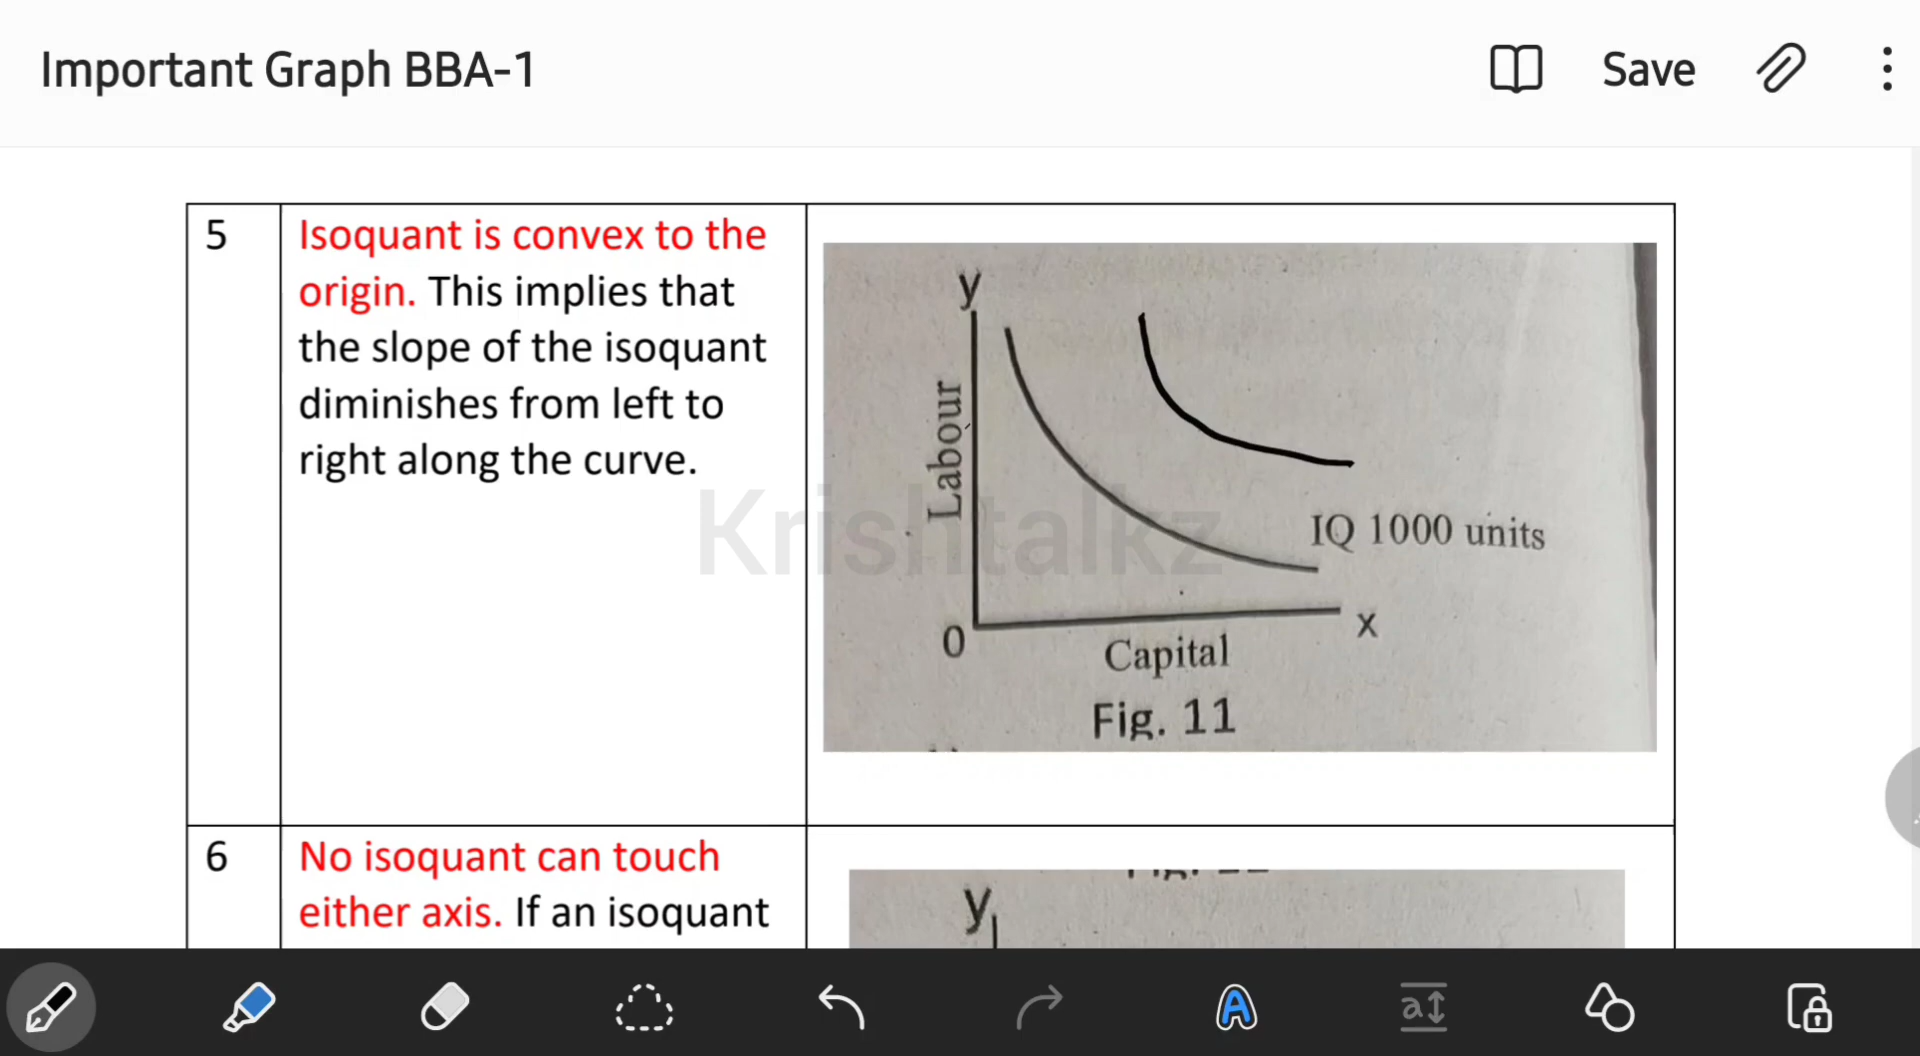 Important Graph BBA-1
Save
5
Isoquant is convex to the
origin. This implies that
the slope of the isoquant
diminishes from left to
right along the curve.
y
Labour
IQ 1000 units
0
x
Capital
Fig. 11
Krishtalkz
6
No isoquant can touch
either axis. If an isoquant
y
A
a